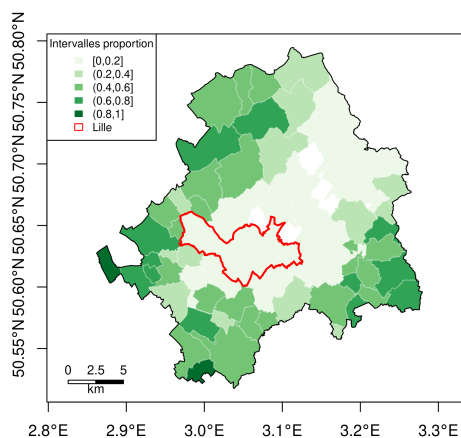 Intervalles proportion
[0,0.2]
(0.2,0.4]
(0.4,0.6]
(0.6,0.8]
(0.8,1]
Lille
50.80°N
50.75°N
50.70°N
50.65°N
50.60°N
50.55°N
0 2.5 5
km
2.8°E 2.9°E 3.0°E 3.1°E 3.2°E 3.3°E